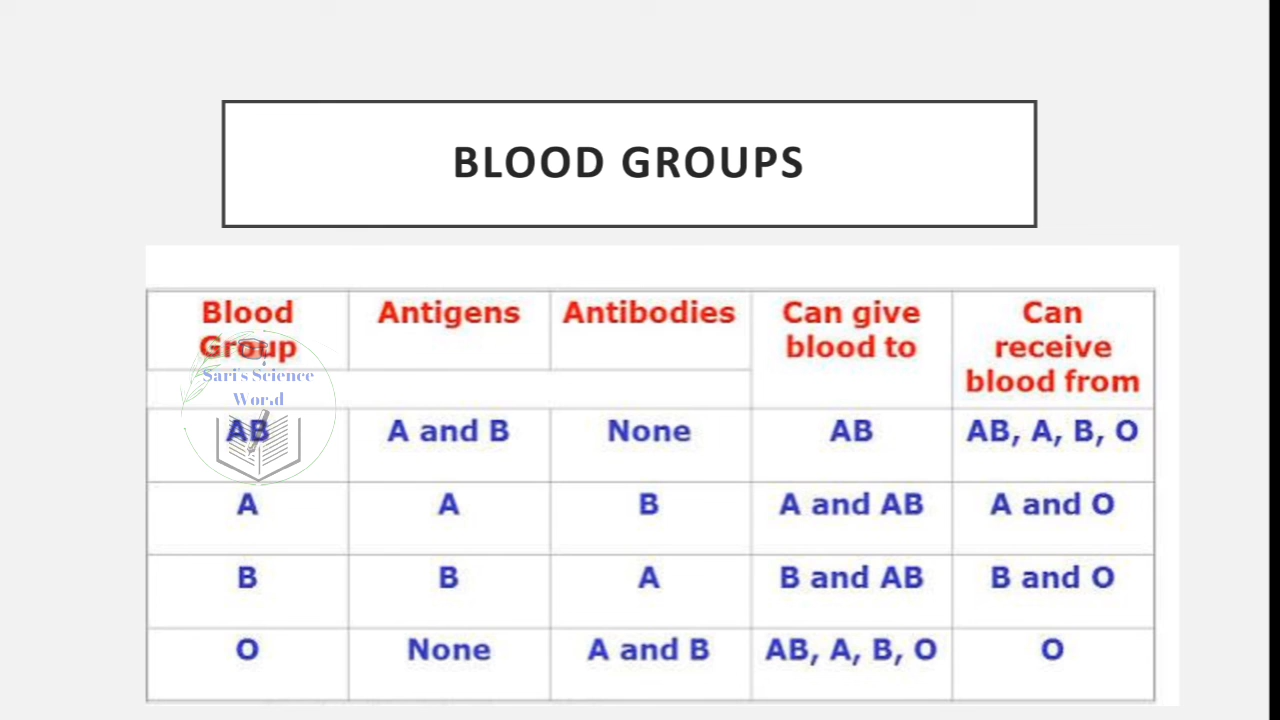 BLOOD GROUPS
Blood Group Antigens Antibodies Can give blood to Can receive blood from
Sari's Science
World
AB A and B None AB AB, A, B, O
A A B A and AB A and O
B B A B and AB B and O
O None A and B AB, A, B, O O